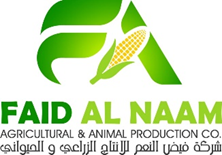 FAID AL NAAM
AGRICULTURAL & ANIMAL PRODUCTION CO.
شركة فيض النعم للإنتاج الزراعي و الحيواني